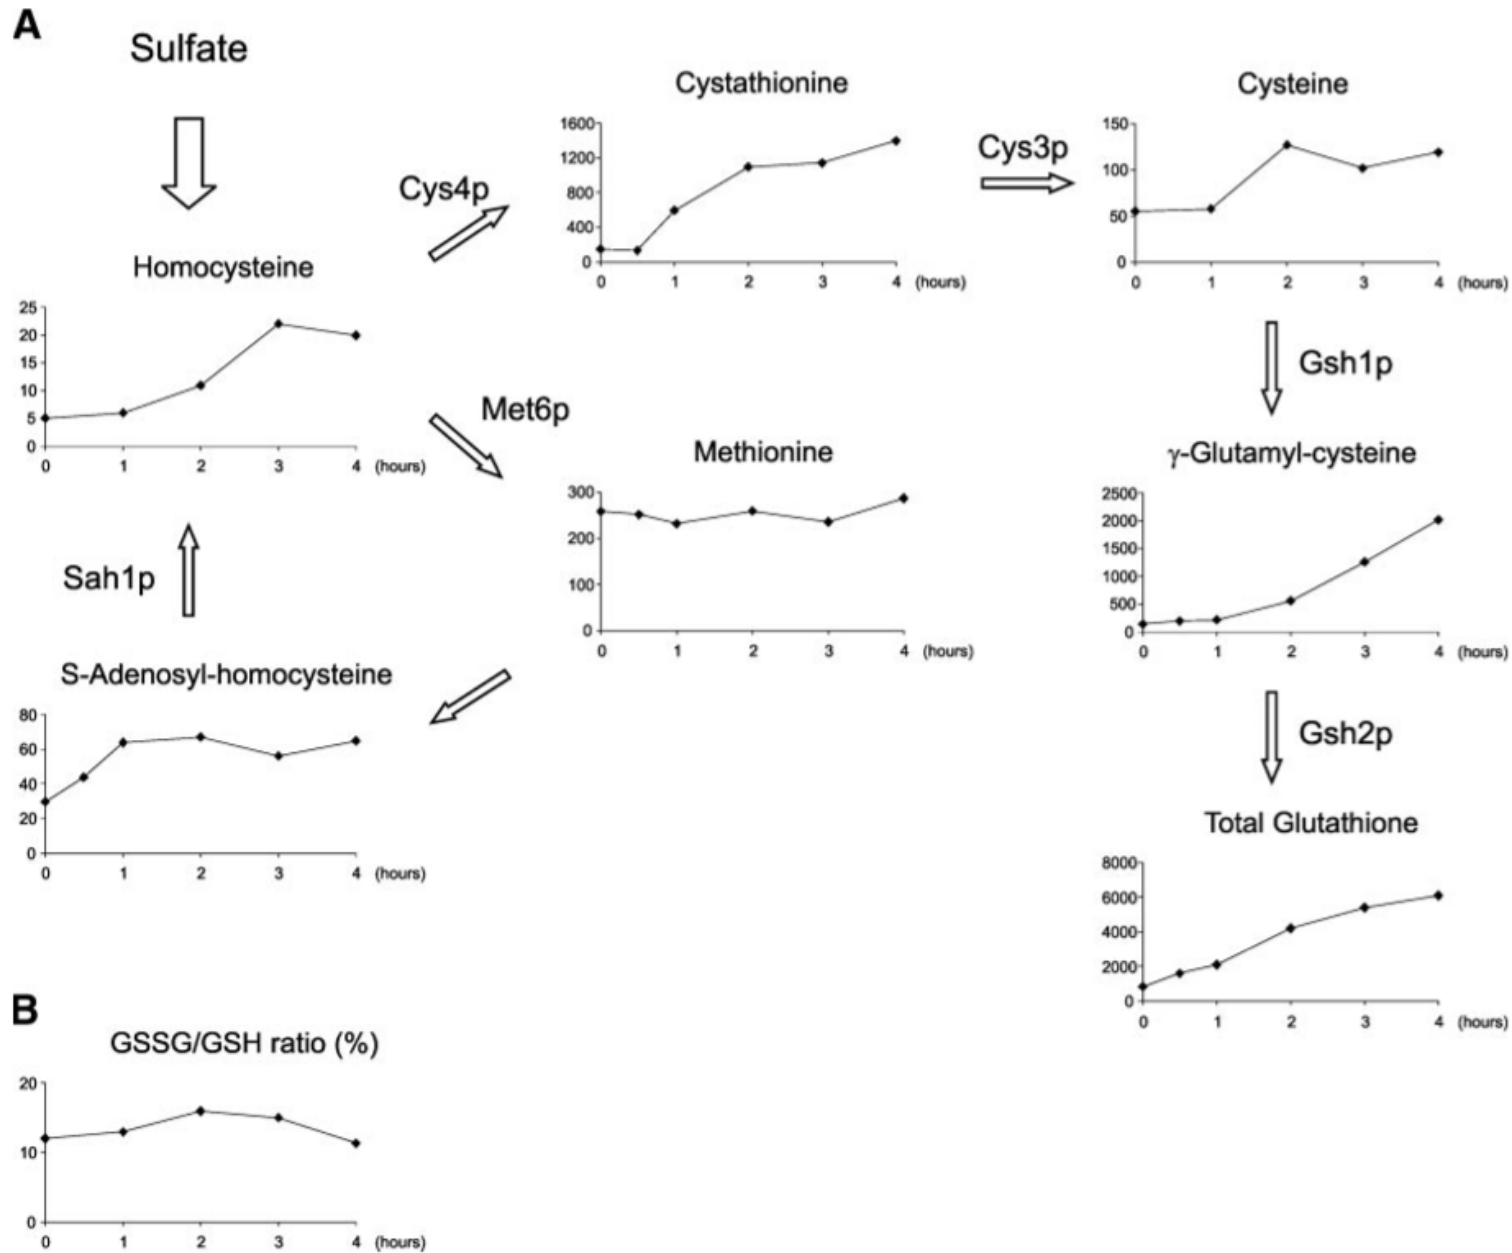 A
Sulfate
Cystathionine
Cysteine
1600
1200
800
400
0
0 1 2 3 4 (hours)
Cys4p
Cys3p
150
100
50
0
0 1 2 3 4 (hours)
Homocysteine
25
20
15
10
5
0
0 1 2 3 4 (hours)
Met6p
Gsh1p
Methionine
300
200
100
0
0 1 2 3 4 (hours)
γ-Glutamyl-cysteine
2500
2000
1500
1000
500
0
0 1 2 3 4 (hours)
Sah1p
S-Adenosyl-homocysteine
80
60
40
20
0
0 1 2 3 4 (hours)
Gsh2p
Total Glutathione
8000
6000
4000
2000
0
0 1 2 3 4 (hours)
B
GSSG/GSH ratio (%)
20
10
0
0 1 2 3 4 (hours)